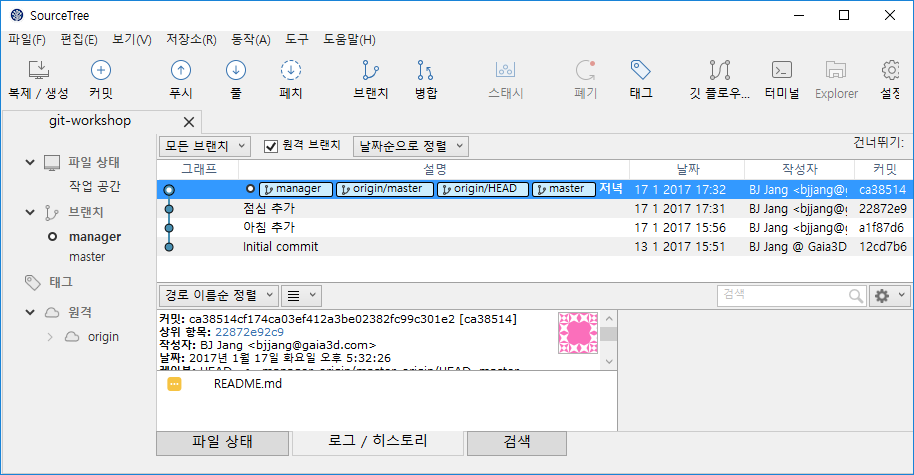 SourceTree
파일(F) 편집(E) 보기(V) 저장소(R) 동작(A) 도구 도움말(H)
복제 / 생성 커밋 푸시 풀 페치 브랜치 병합 스태시 폐기 태그 깃 플로우... 터미널 Explorer 설정
git-workshop
모든 브랜치 원격 브랜치 날짜순으로 정렬 건너뛰기:
파일 상태
작업 공간
브랜치
manager
master
태그
원격
origin
그래프 설명 날짜 작성자 커밋
manager origin/master origin/HEAD master 저녁 17 1 2017 17:32 BJ Jang <bjjang@g ca38514
점심 추가 17 1 2017 17:31 BJ Jang <bjjang@g 22872e9
아침 추가 17 1 2017 15:56 BJ Jang <bjjang@g a1f87d6
Initial commit 13 1 2017 15:51 BJ Jang @ Gaia3D 12cd7b6
경로 이름순 정렬 검색
커밋: ca38514cf174ca03ef412a3be02382fc99c301e2 [ca38514]
상위 항목: 22872e92c9
작성자: BJ Jang <bjjang@gaia3d.com>
날짜: 2017년 1월 17일 화요일 오후 5:32:26
README.md
파일 상태 로그 / 히스토리 검색